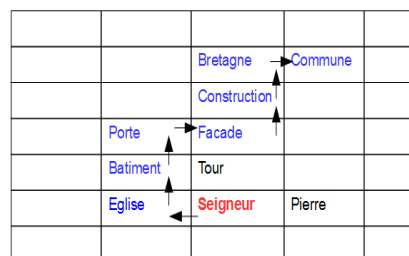 Bretagne Commune
Construction
Porte Facade
Batiment Tour
Eglise Seigneur Pierre